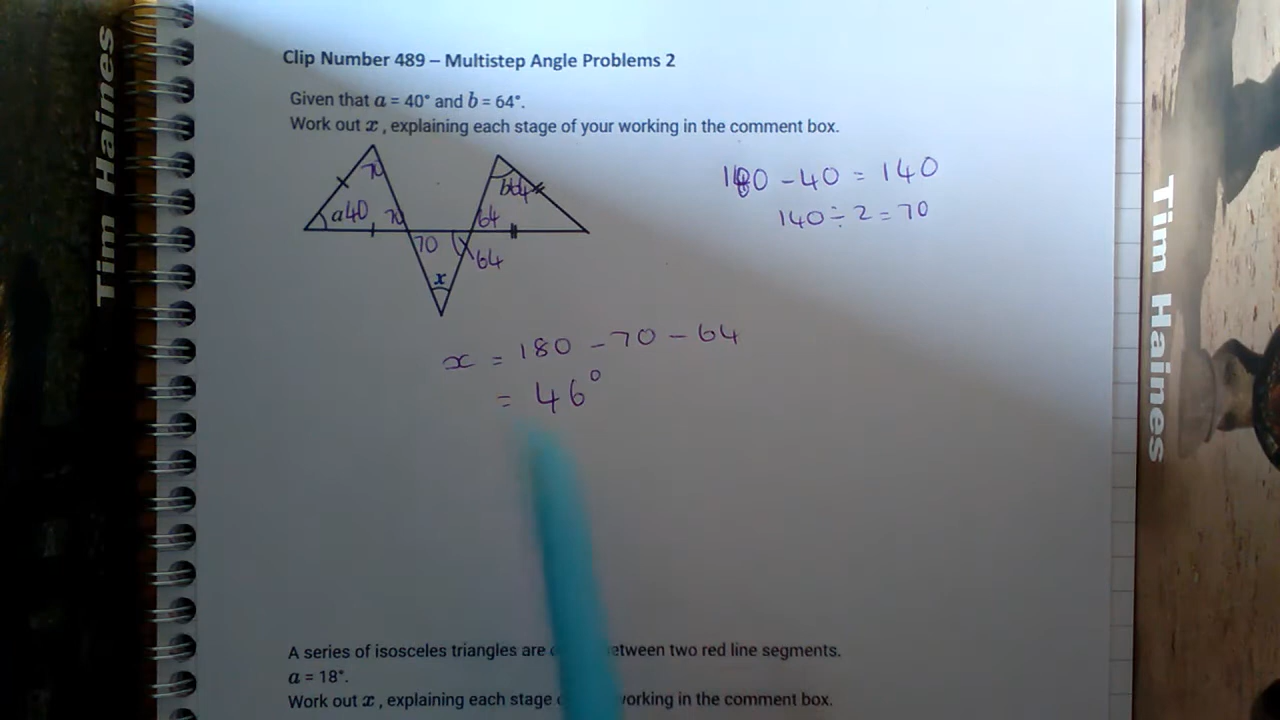 Clip Number 489 – Multistep Angle Problems 2
Given that a = 40° and b = 64°.
Work out x, explaining each stage of your working in the comment box.
180 - 40 = 140
140 ÷ 2 = 70
70
b64
a40
70
64
70
64
x
x = 180 - 70 - 64
= 46°
A series of isosceles triangles are between two red line segments.
a = 18°.
Work out x, explaining each stage working in the comment box.
Tim Haines
Tim Haines